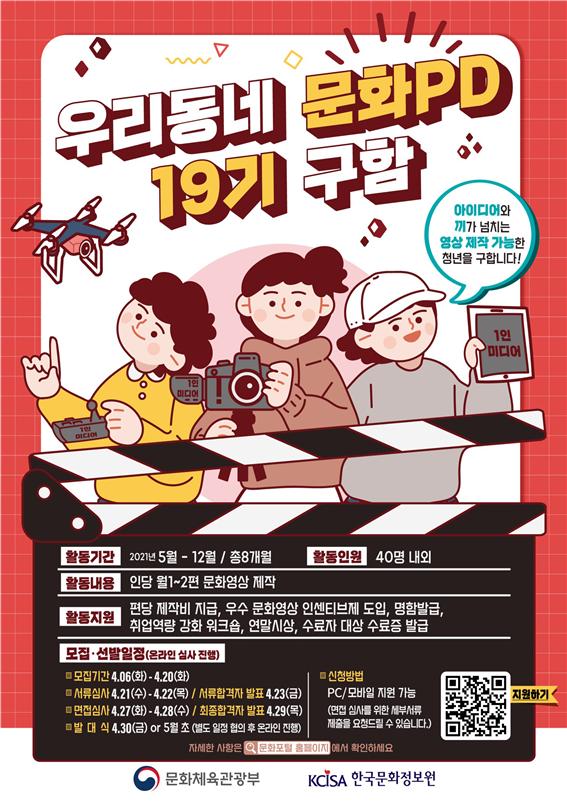 우리동네 문화PD
19기 구함
아이디어와
끼가 넘치는
영상 제작 가능한
청년을 구합니다!
1인
미디어
1인
미디어
1인
미디어
활동기간 2021년 5월 - 12월 / 총8개월 활동인원 40명 내외
활동내용 인당 월1~2편 문화영상 제작
활동지원 편당 제작비 지급, 우수 문화영상 인센티브제 도입, 명함발급,
취업역량 강화 워크숍, 연말시상, 수료자 대상 수료증 발급
모집·선발일정(온라인 심사 진행)
모집기간 4.06(화) - 4.20(화)
서류심사 4.21(수) - 4.22(목) / 서류합격자 발표 4.23(금)
면접심사 4.27(화) - 4.28(수) / 최종합격자 발표 4.29(목)
발 대 식 4.30(금) or 5월 초 (별도 일정 협의 후 온라인 진행)
신청방법
PC/모바일 지원 가능
(면접 심사를 위한 세부서류
제출을 요청드릴 수 있습니다.)
지원하기
자세한 사항은 문화포털 홈페이지 에서 확인하세요
문화체육관광부 KCISA 한국문화정보원